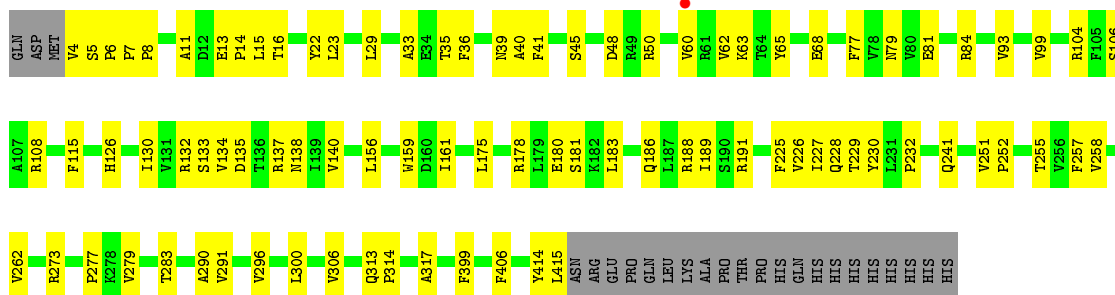 GLN ASP MET V4 S5 P6 P7 P8 A11 D12 E13 P14 L15 T16 Y22 L23 L29 A33 E34 T35 F36 N39 A40 F41 S45 D48 R49 R50 V60 R61 V62 K63 T64 Y65 E68 F77 V78 N79 V80 E81 R84 V93 V99 R104 F105 S106
A107 R108 F115 H126 I130 V131 R132 S133 V134 D135 T136 R137 N138 I139 V140 L156 W159 D160 I161 L175 R178 L179 E180 S181 K182 L183 Q186 L187 R188 I189 S190 R191 F225 V226 I227 Q228 T229 Y230 L231 P232 Q241 V251 P252 T255 V256 F257 V258
V262 R273 P277 K278 V279 T283 A290 V291 V296 L300 V306 Q313 P314 A317 F399 F406 Y414 L415 ASN ARG GLU PRO GLN LEU LYS ALA PRO THR PRO HIS GLN HIS HIS HIS HIS HIS HIS HIS HIS HIS HIS